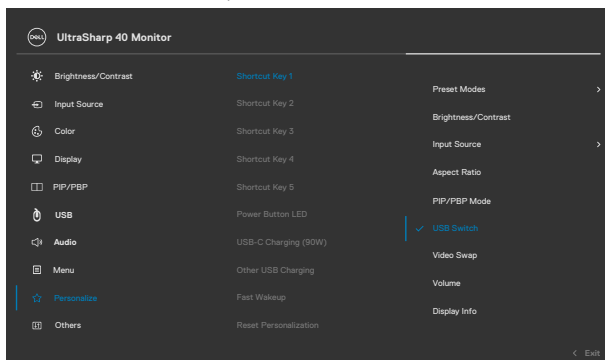 DELL UltraSharp 40 Monitor
Brightness/Contrast
Input Source
Color
Display
PIP/PBP
USB
Audio
Menu
Personalize
Others
Shortcut Key 1
Shortcut Key 2
Shortcut Key 3
Shortcut Key 4
Shortcut Key 5
Power Button LED
USB-C Charging (90W)
Other USB Charging
Fast Wakeup
Reset Personalization
Preset Modes
Brightness/Contrast
Input Source
Aspect Ratio
PIP/PBP Mode
USB Switch
Video Swap
Volume
Display Info
Exit